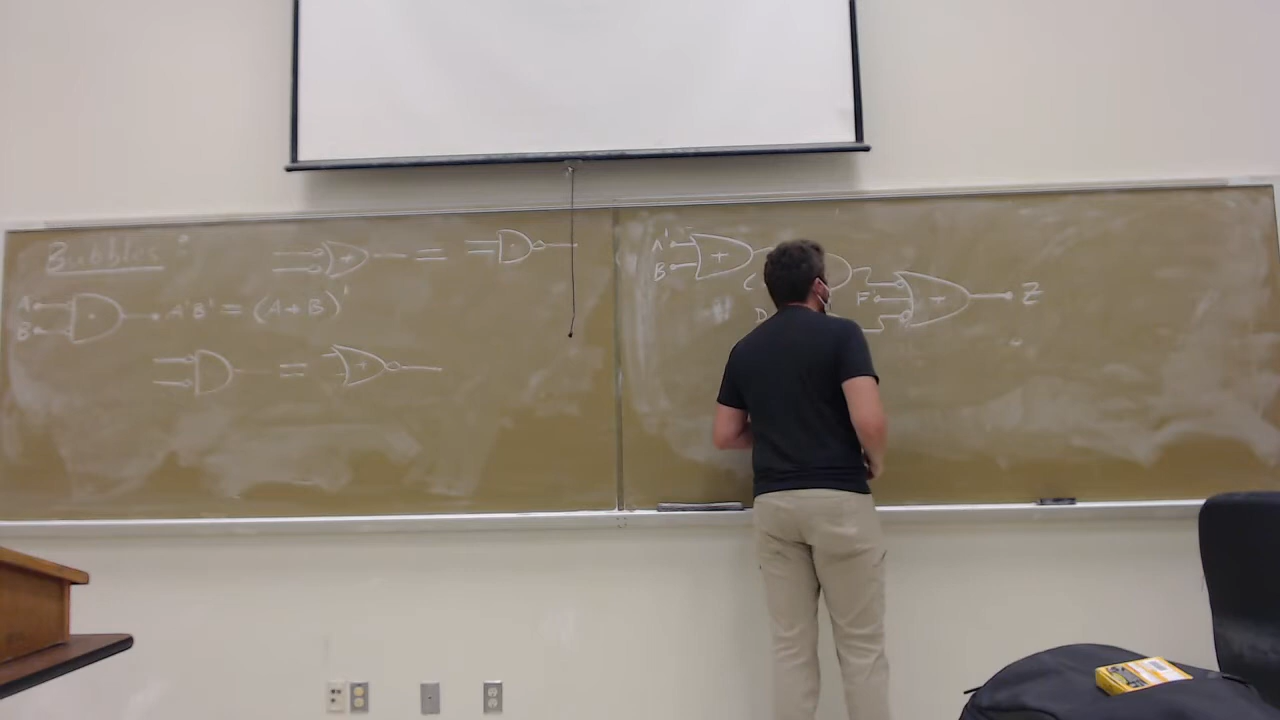 Bubbles:
+ = ·
A
B · A'B' = (A+B)'
= +
A'
B +
C
D
F + Z